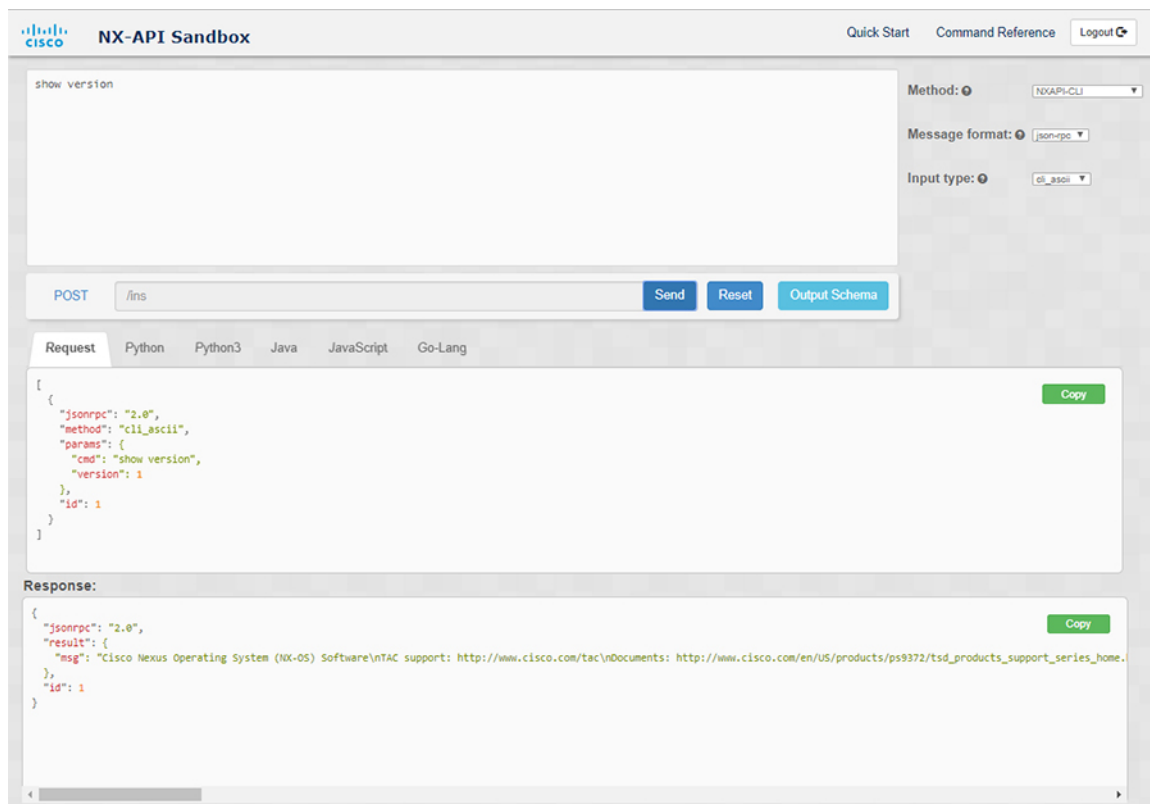 CISCO
NX-API Sandbox
Quick Start
Command Reference
Logout
show version
Method:
NXAPI-CLI
Message format:
json-rpc
Input type:
cli_ascii
POST
/ins
Send
Reset
Output Schema
Request
Python
Python3
Java
JavaScript
Go-Lang
Copy
[
{
"jsonrpc": "2.0",
"method": "cli_ascii",
"params": {
"cmd": "show version",
"version": 1
},
"id": 1
}
]
Response:
Copy
{
"jsonrpc": "2.0",
"result": {
"msg": "Cisco Nexus Operating System (NX-OS) Software\nTAC support: http://www.cisco.com/tac\nDocuments: http://www.cisco.com/en/US/products/ps9372/tsd_products_support_series_home.
},
"id": 1
}